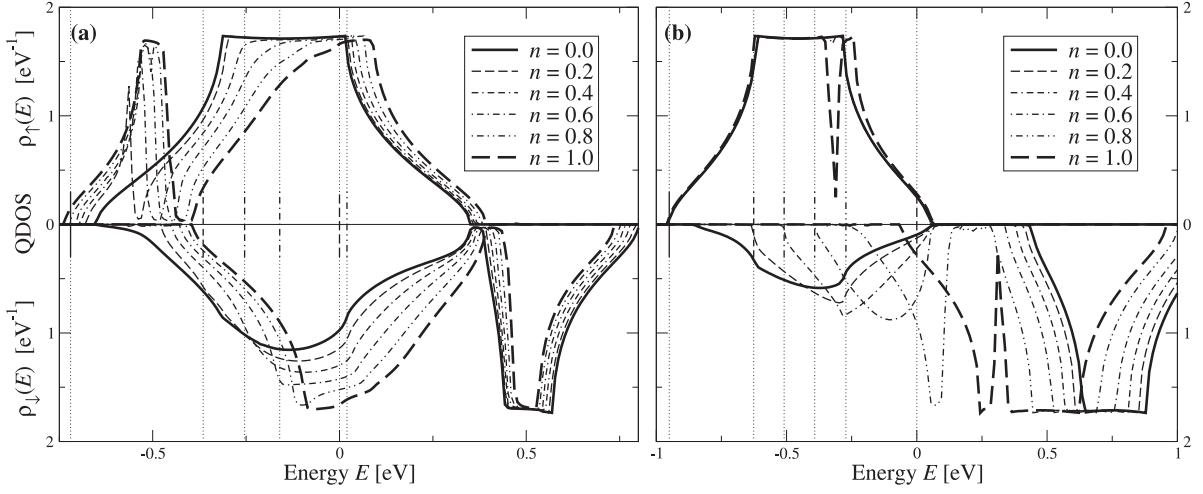 2
2
(a)
(b)
n = 0.0
n = 0.2
n = 0.4
n = 0.6
n = 0.8
n = 1.0
n = 0.0
n = 0.2
n = 0.4
n = 0.6
n = 0.8
n = 1.0
ρ↑(E) [eV⁻¹]
1
1
QDOS
0
0
ρ↓(E) [eV⁻¹]
1
1
2
2
-0.5
0
0.5
-1
-0.5
0
0.5
1
Energy E [eV]
Energy E [eV]